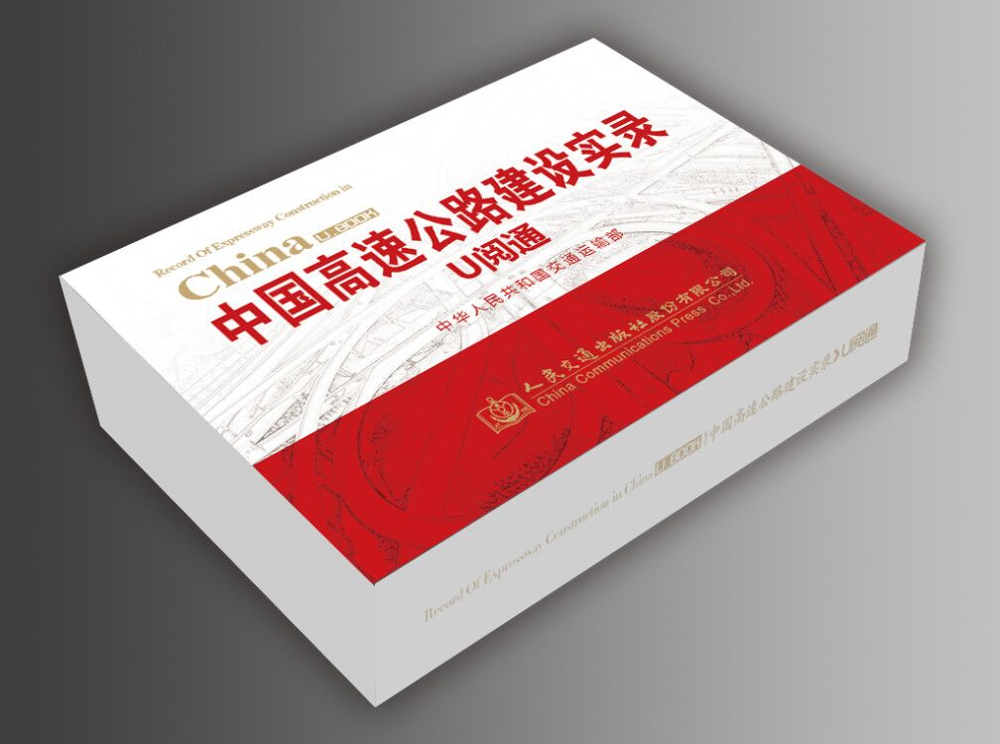 Record Of Expressway Construction in
China U BOOK
中国高速公路建设实录
U阅通
中华人民共和国交通运输部
人民交通出版社股份有限公司
China Communications Press Co.,Ltd.
Record Of Expressway Construction in China U BOOK|中国高速公路建设实录》U阅通